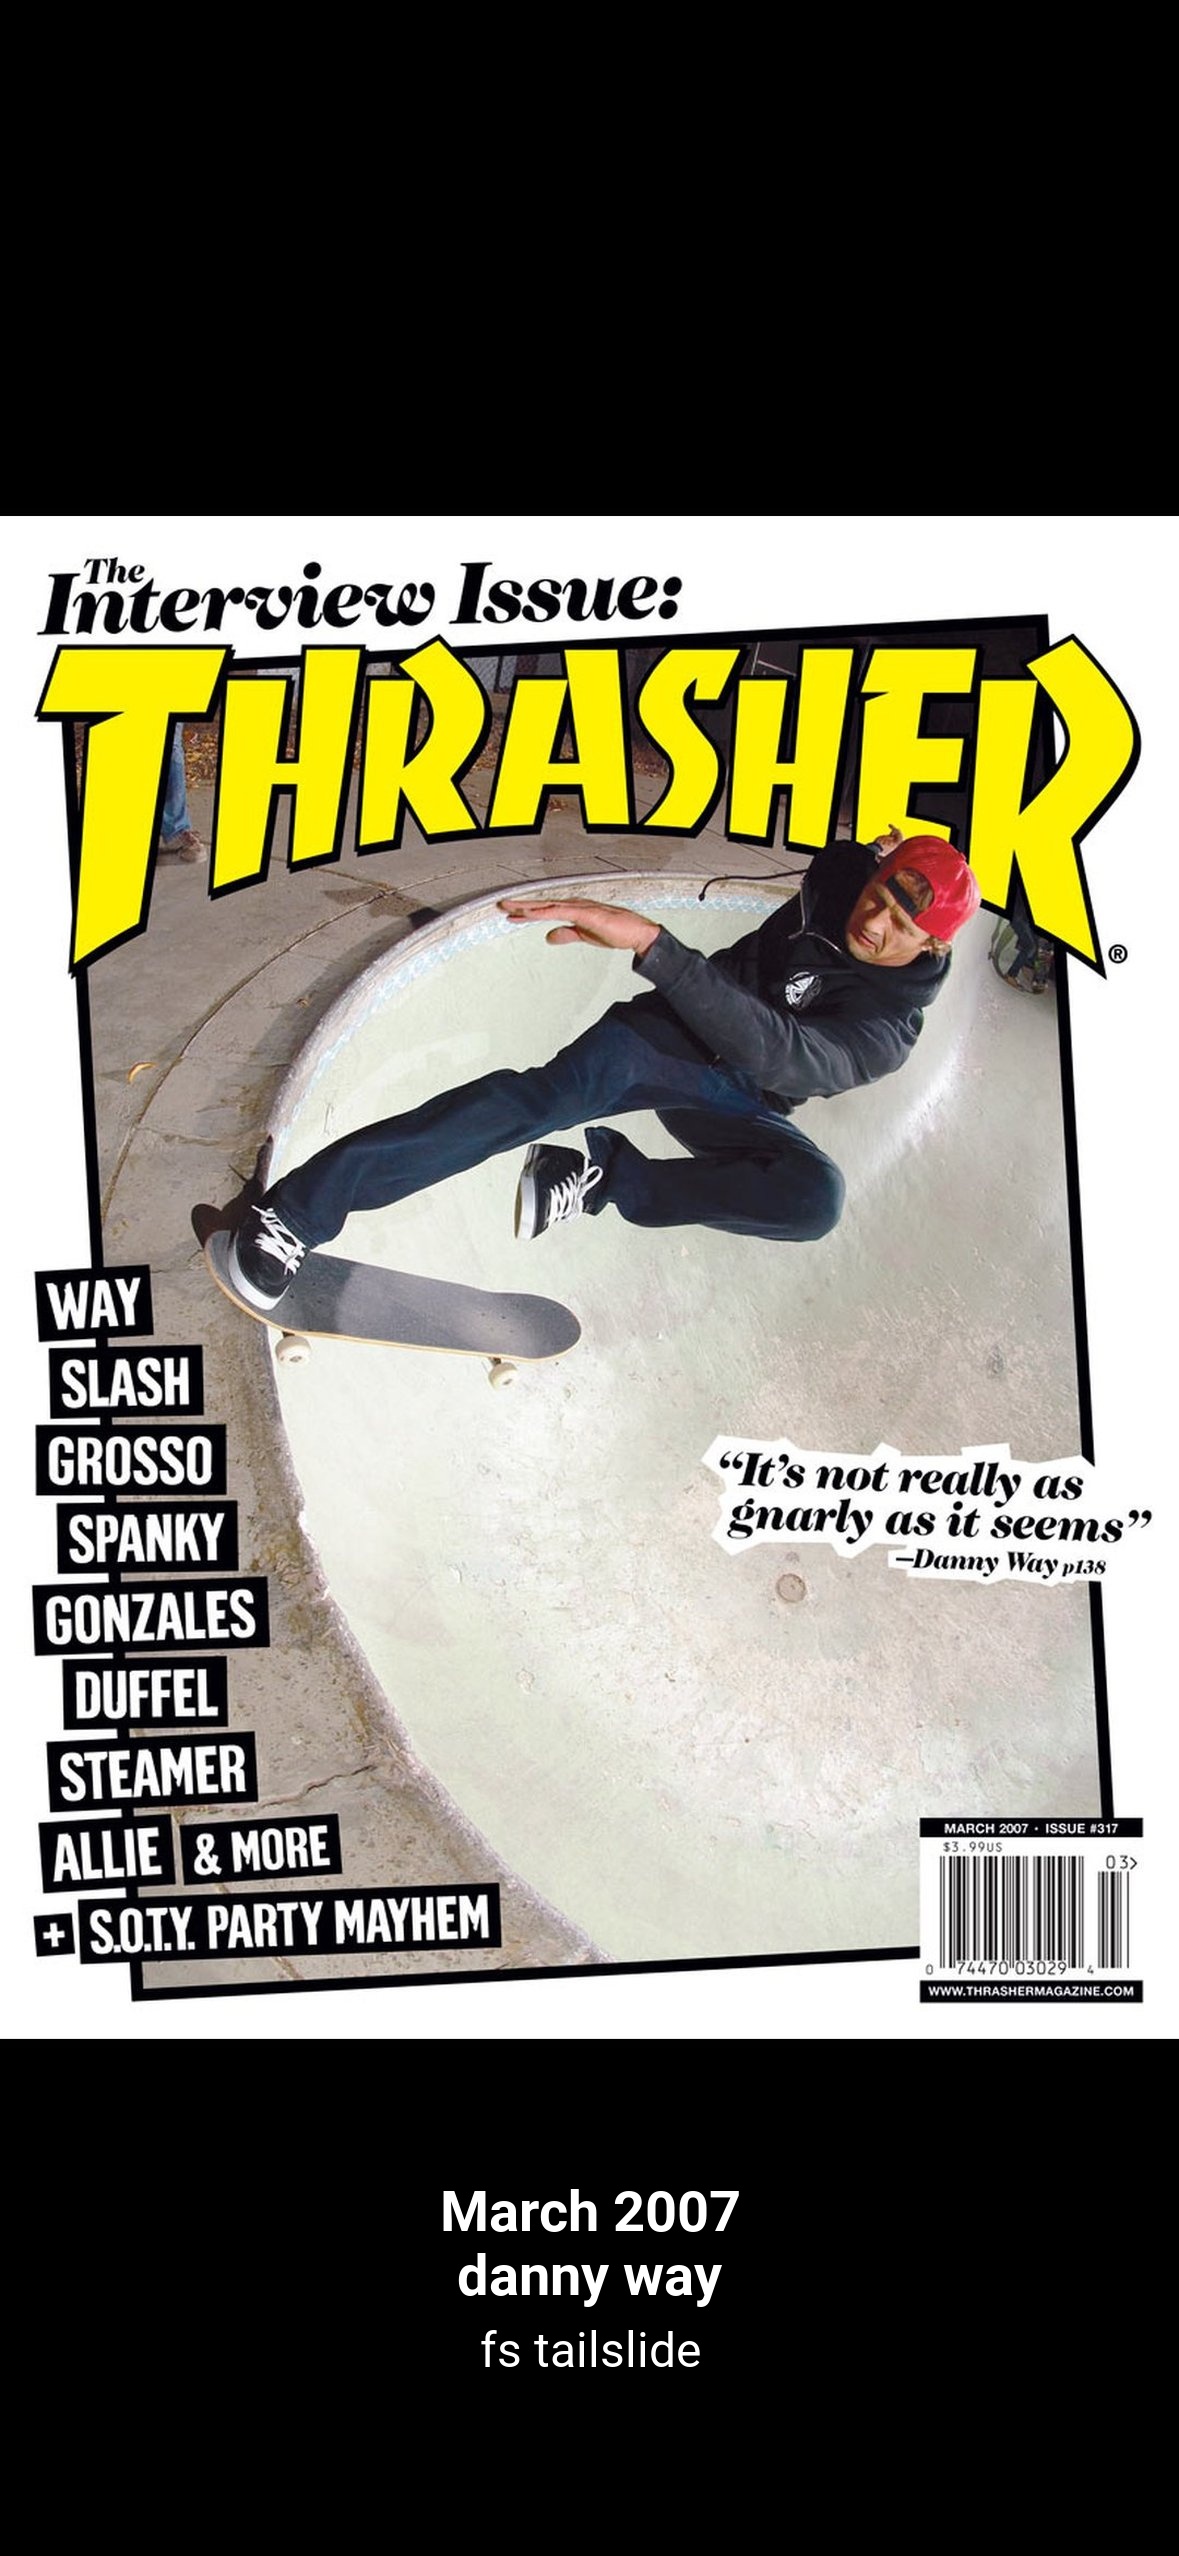 The
Interview Issue:
THRASHER
®
WAY
SLASH
GROSSO
SPANKY
GONZALES
DUFFEL
STEAMER
ALLIE & MORE
+ S.O.T.Y. PARTY MAYHEM
“It’s not really as
gnarly as it seems”
–Danny Way p138
MARCH 2007 · ISSUE #317
$3.99US
03>
0 74470 03029 4
WWW.THRASHERMAGAZINE.COM
March 2007
danny way
fs tailslide